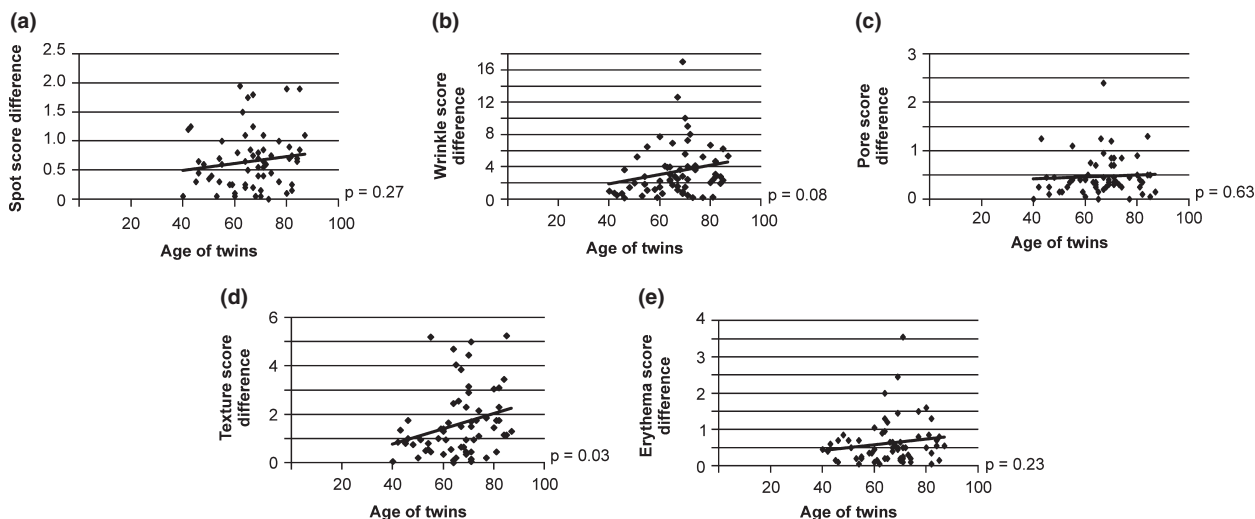 (a)
Spot score difference
2.5
2.0
1.5
1.0
0.5
0
20 40 60 80 100
Age of twins
p = 0.27
(b)
Wrinkle score
difference
16
12
8
4
0
20 40 60 80 100
Age of twins
p = 0.08
(c)
Pore score
difference
3
2
1
0
20 40 60 80 100
Age of twins
p = 0.63
(d)
Texture score
difference
6
4
2
0
20 40 60 80 100
Age of twins
p = 0.03
(e)
Erythema score
difference
4
3
2
1
0
20 40 60 80 100
Age of twins
p = 0.23